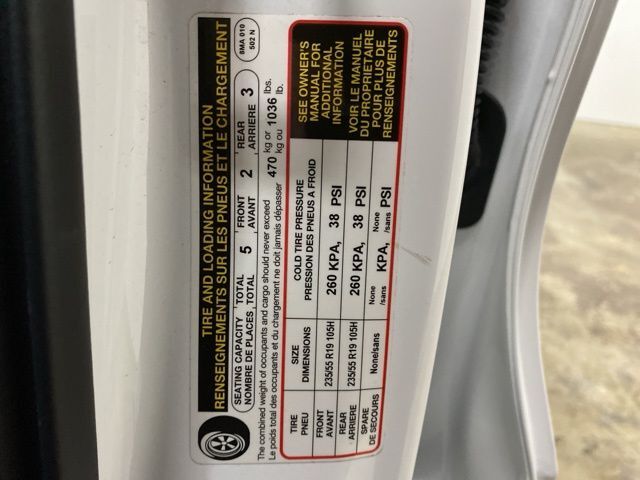 TIRE AND LOADING INFORMATION
RENSEIGNEMENTS SUR LES PNEUS ET LE CHARGEMENT
8MA 010
502 N
SEATING CAPACITY TOTAL 5 FRONT 2 REAR 3
NOMBRE DE PLACES TOTAL AVANT ARRIERE
The combined weight of occupants and cargo should never exceed 470 kg or 1036 lbs.
Le poids total des occupants et du chargement ne doit jamais dépasser kg ou lb.
TIRE SIZE COLD TIRE PRESSURE
PNEU DIMENSIONS PRESSION DES PNEUS A FROID
FRONT 235/55 R19 105H 260 KPA, 38 PSI
AVANT
REAR 235/55 R19 105H 260 KPA, 38 PSI
ARRIERE
SPARE None/sans None /sans KPA, None /sans PSI
DE SECOURS
SEE OWNER'S
MANUAL FOR
ADDITIONAL
INFORMATION
VOIR LE MANUEL
DU PROPRIETAIRE
POUR PLUS DE
RENSEIGNEMENTS